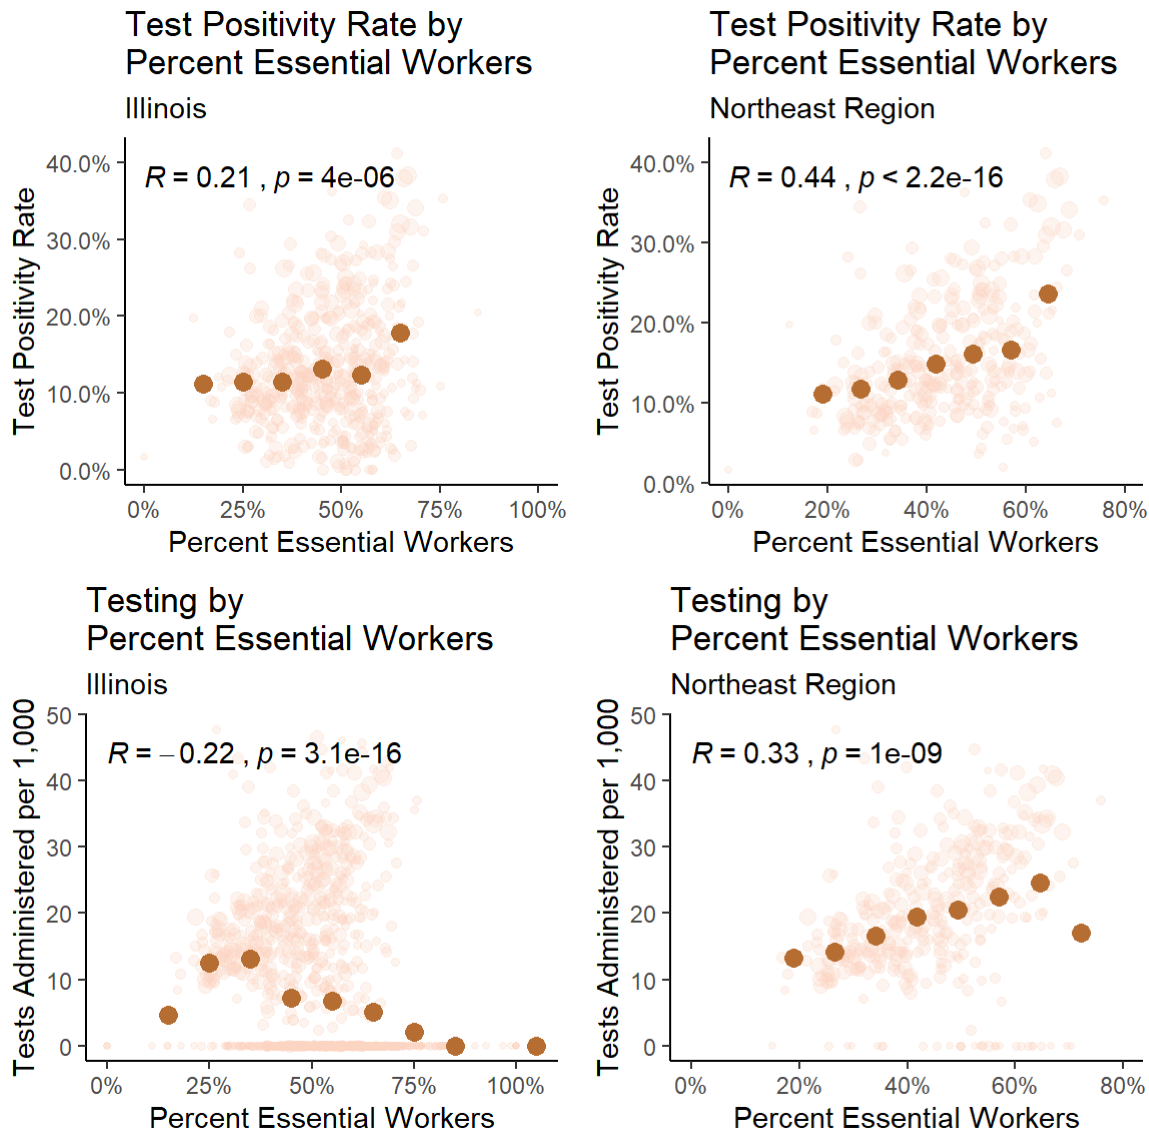 Test Positivity Rate by
Percent Essential Workers
Illinois
R = 0.21 , p = 4e-06
Test Positivity Rate
40.0%
30.0%
20.0%
10.0%
0.0%
0% 25% 50% 75% 100%
Percent Essential Workers
Test Positivity Rate by
Percent Essential Workers
Northeast Region
R = 0.44 , p < 2.2e-16
Test Positivity Rate
40.0%
30.0%
20.0%
10.0%
0.0%
0% 20% 40% 60% 80%
Percent Essential Workers
Testing by
Percent Essential Workers
Illinois
R = −0.22 , p = 3.1e-16
Tests Administered per 1,000
50
40
30
20
10
0
0% 25% 50% 75% 100%
Percent Essential Workers
Testing by
Percent Essential Workers
Northeast Region
R = 0.33 , p = 1e-09
Tests Administered per 1,000
50
40
30
20
10
0
0% 20% 40% 60% 80%
Percent Essential Workers